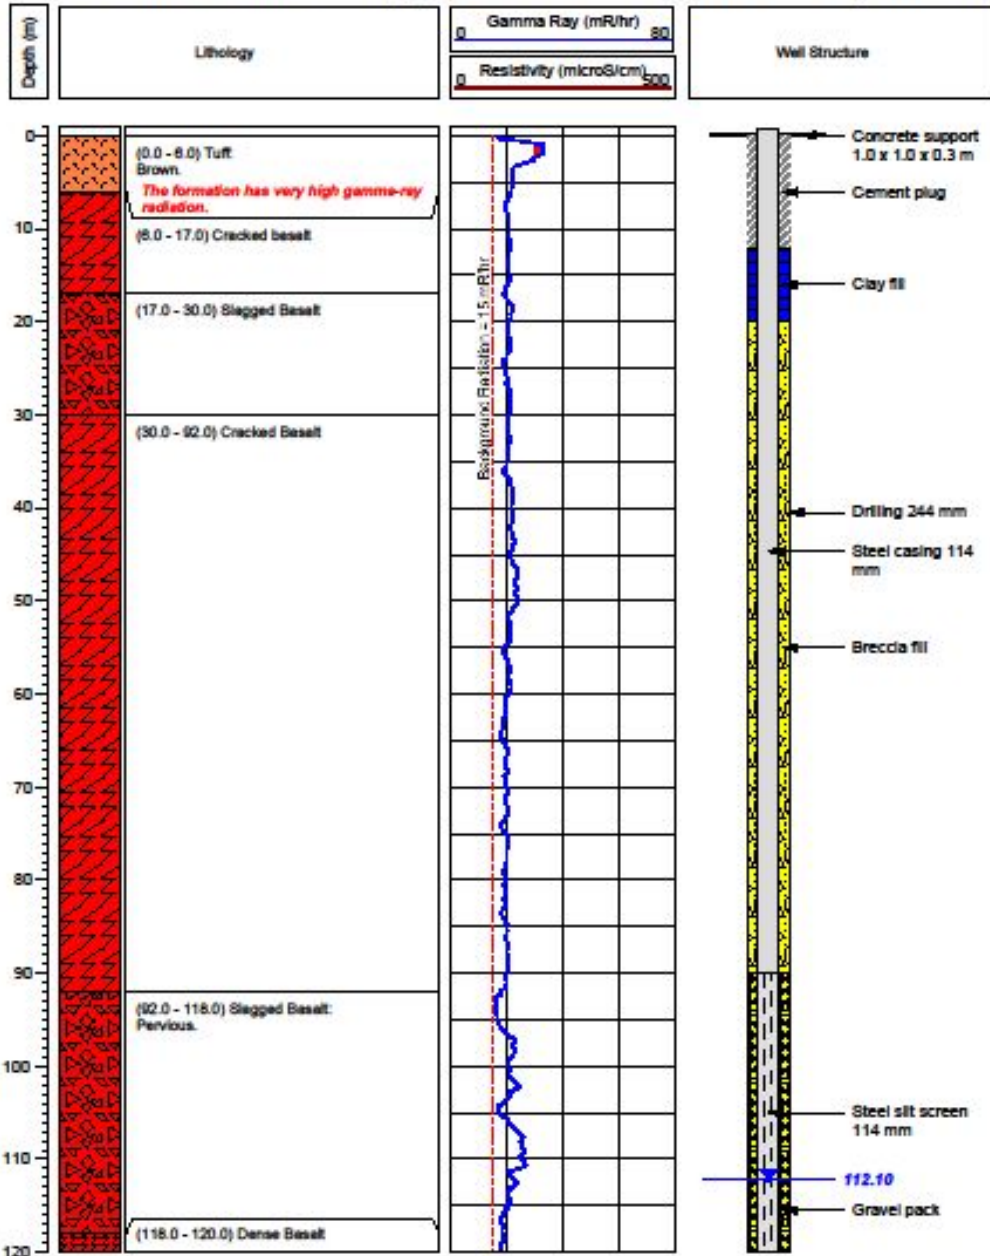 Depth (m)
Lithology
Gamma Ray (mR/hr)
0 80
Resistivity (microS/cm)
0 500
Well Structure
0
10
20
30
40
50
60
70
80
90
100
110
120
(0.0 - 6.0) Tuft
Brown.
The formation has very high gamma-ray
radiation.
(6.0 - 17.0) Cracked basalt
(17.0 - 30.0) Slagged Basalt
(30.0 - 92.0) Cracked Basalt
(92.0 - 118.0) Slagged Basalt:
Pervious.
(118.0 - 120.0) Dense Basalt
Background Radiation = 15 mR/hr
Concrete support
1.0 x 1.0 x 0.3 m
Cement plug
Clay fill
Drilling 244 mm
Steel casing 114
mm
Breccia fill
Steel slit screen
114 mm
112.10
Gravel pack